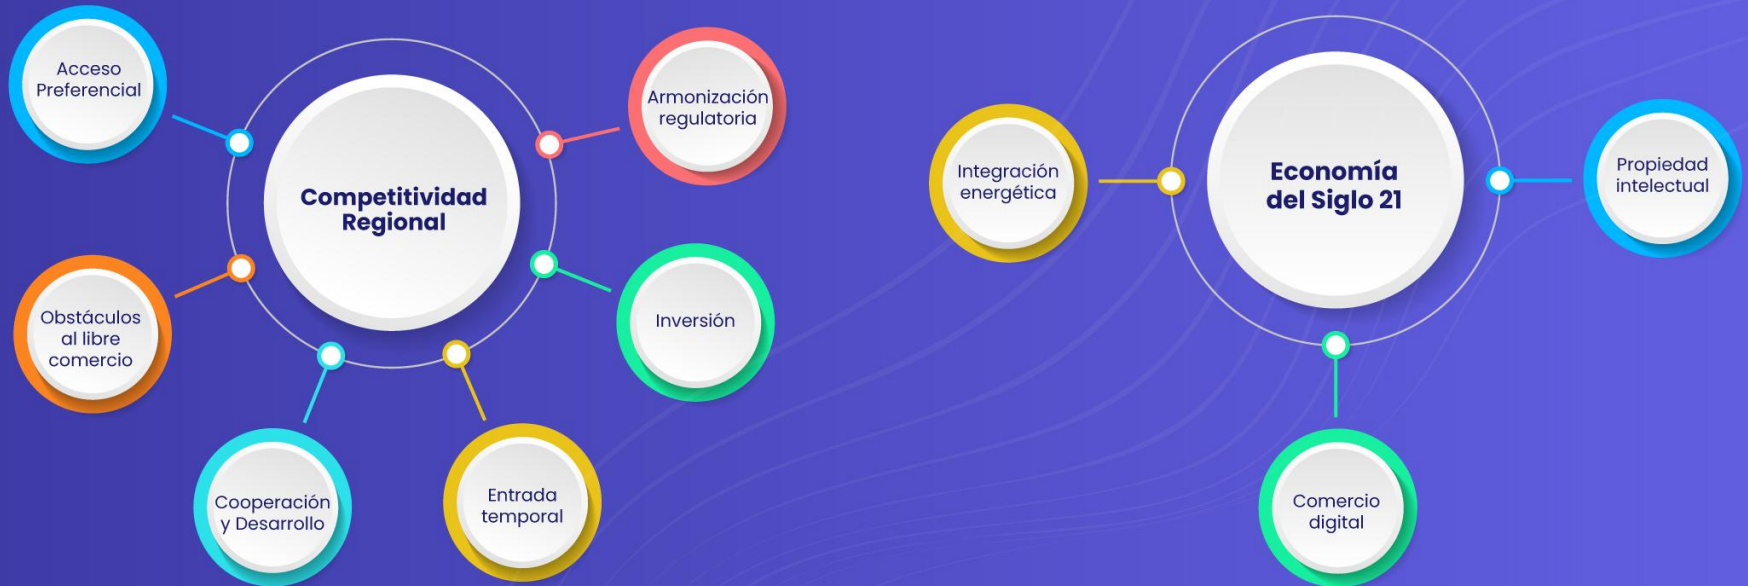 Acceso
Preferencial
Armonización
regulatoria
Competitividad
Regional
Obstáculos
al libre
comercio
Inversión
Cooperación
y Desarrollo
Entrada
temporal
Integración
energética
Economía
del Siglo 21
Propiedad
intelectual
Comercio
digital